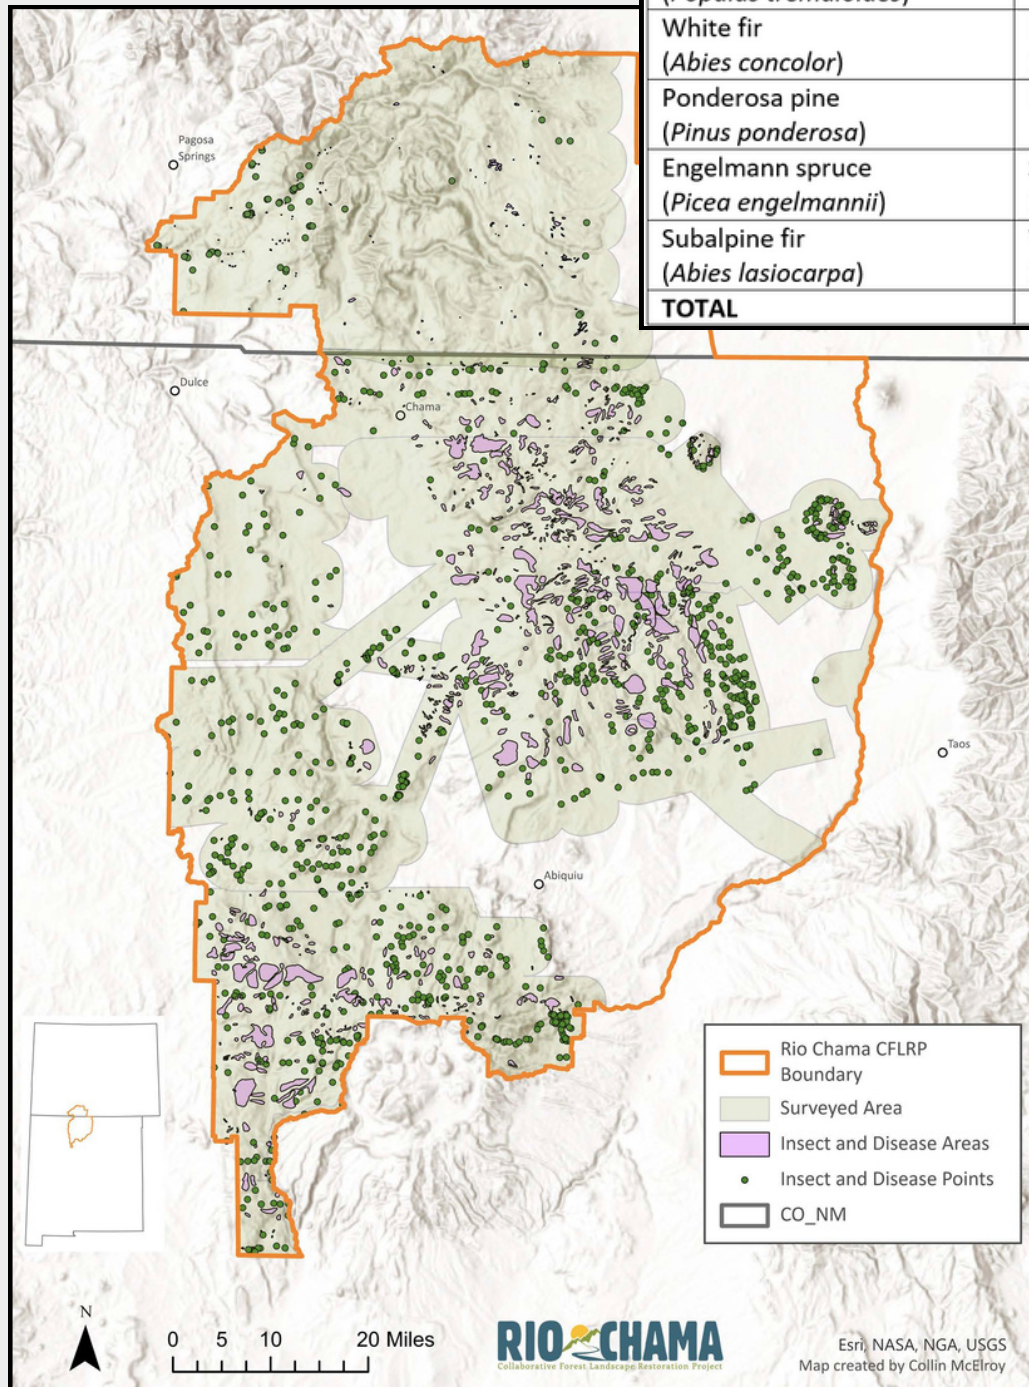 (Populus tremuloides)
White fir
(Abies concolor)
Ponderosa pine
(Pinus ponderosa)
Engelmann spruce
(Picea engelmannii)
Subalpine fir
(Abies lasiocarpa)
TOTAL
Pagosa
Springs
Dulce
Chama
Taos
Abiquiu
Rio Chama CFLRP
Boundary
Surveyed Area
Insect and Disease Areas
Insect and Disease Points
CO_NM
N
0 5 10 20 Miles
RIO CHAMA
Collaborative Forest Landscape Restoration Project
Esri, NASA, NGA, USGS
Map created by Collin McElroy